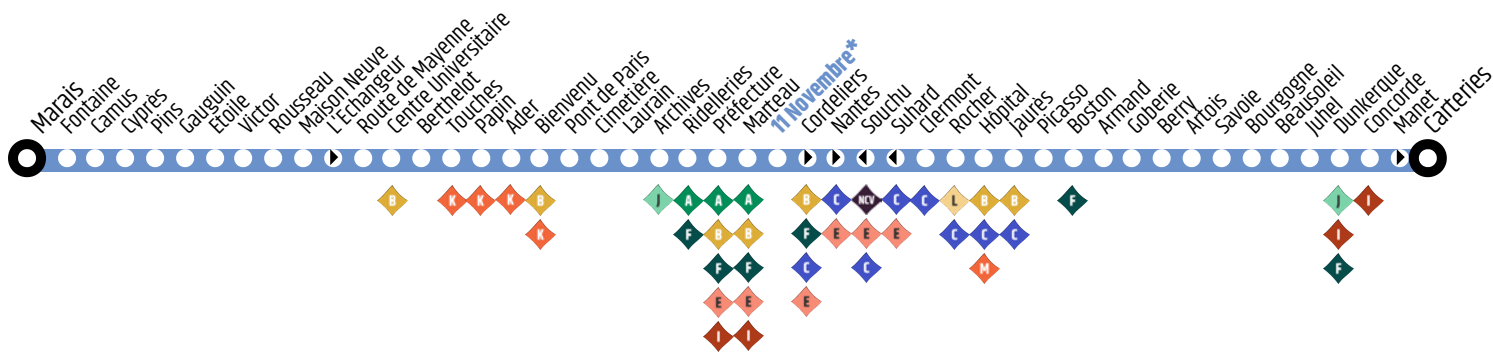 Marais
Fontaine
Camus
Cyprès
Pins
Gauguin
Etoile
Victor
Rousseau
Maison Neuve
L'Echangeur
Route de Mayenne
Centre Universitaire
Berthelot
Touches
Papin
Ader
Bienvenu
Pont de Paris
Cimetière
Laurain
Archives
Ridelleries
Préfecture
Marteau
11 Novembre*
Cordeliers
Nantes
Souchu
Suhard
Clermont
Rocher
Hôpital
Jaurès
Picasso
Boston
Armand
Goberie
Berry
Artois
Savoie
Bourgogne
Beausoleil
Juhel
Dunkerque
Concorde
Manet
Carteries
B K K K B J A A A B C NCV C C L B B F J I
K F B B F E E E C C C I
F F C C M F
E E E
I I